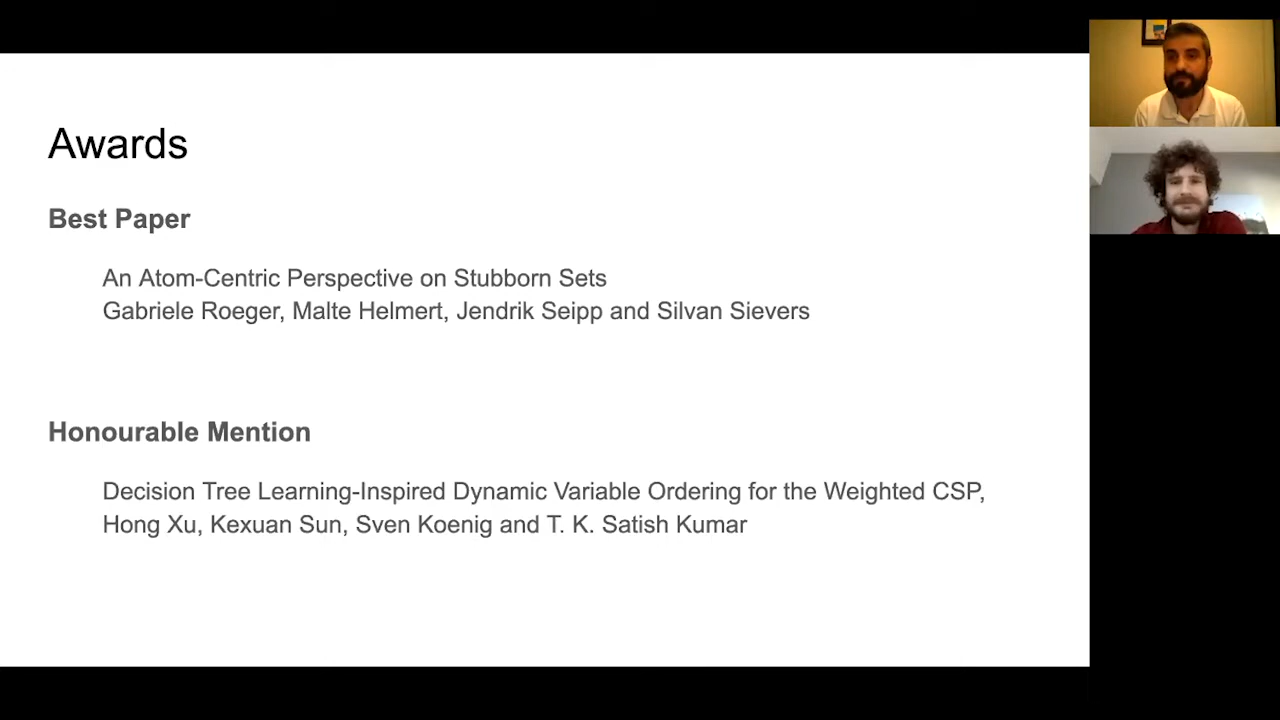 Awards
Best Paper
An Atom-Centric Perspective on Stubborn Sets
Gabriele Roeger, Malte Helmert, Jendrik Seipp and Silvan Sievers
Honourable Mention
Decision Tree Learning-Inspired Dynamic Variable Ordering for the Weighted CSP,
Hong Xu, Kexuan Sun, Sven Koenig and T. K. Satish Kumar